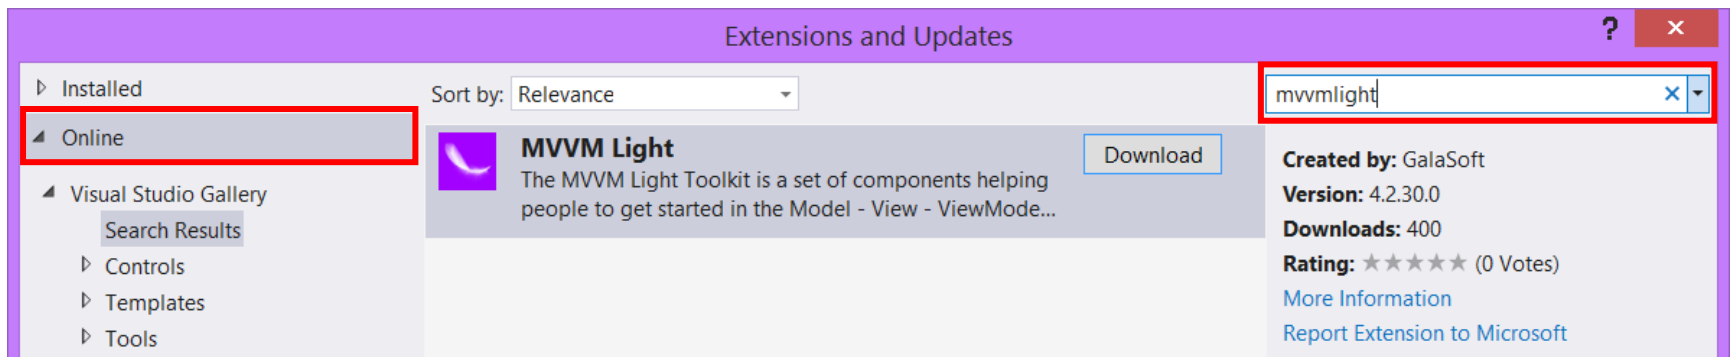 Extensions and Updates
?
Installed
Online
Visual Studio Gallery
Search Results
Controls
Templates
Tools
Sort by: Relevance
MVVM Light
Download
The MVVM Light Toolkit is a set of components helping
people to get started in the Model - View - ViewMode...
mvvmlight
Created by: GalaSoft
Version: 4.2.30.0
Downloads: 400
Rating: ★★★★★ (0 Votes)
More Information
Report Extension to Microsoft